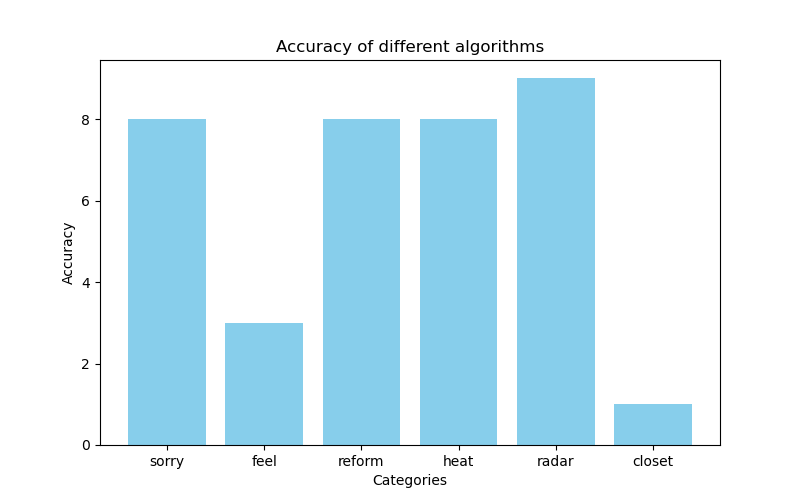 Accuracy of different algorithms
8
6
4
2
0
Accuracy
sorry feel reform heat radar closet
Categories